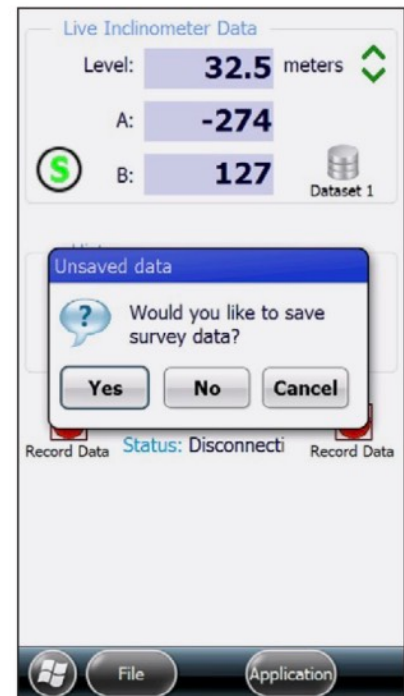 Live Inclinometer Data
Level: 32.5 meters
A: -274
S B: 127
Dataset 1
Unsaved data
? Would you like to save
survey data?
Yes No Cancel
Record Data Status: Disconnecti Record Data
File Application